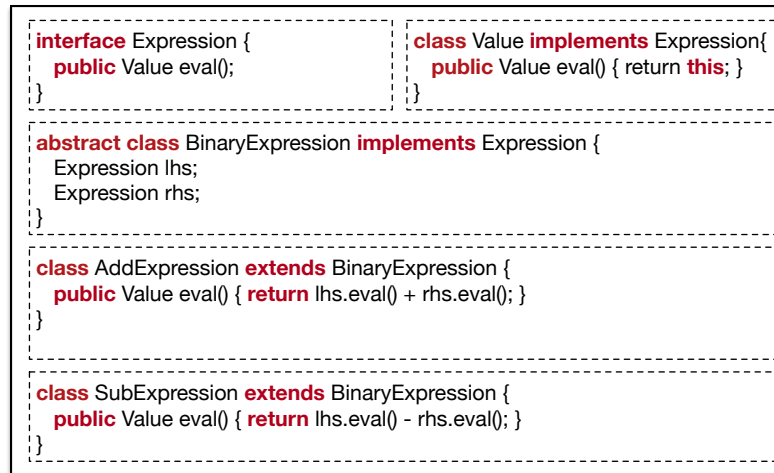 interface Expression {
public Value eval();
}
class Value implements Expression{
public Value eval() { return this; }
}
abstract class BinaryExpression implements Expression {
Expression lhs;
Expression rhs;
}
class AddExpression extends BinaryExpression {
public Value eval() { return lhs.eval() + rhs.eval(); }
}
class SubExpression extends BinaryExpression {
public Value eval() { return lhs.eval() - rhs.eval(); }
}